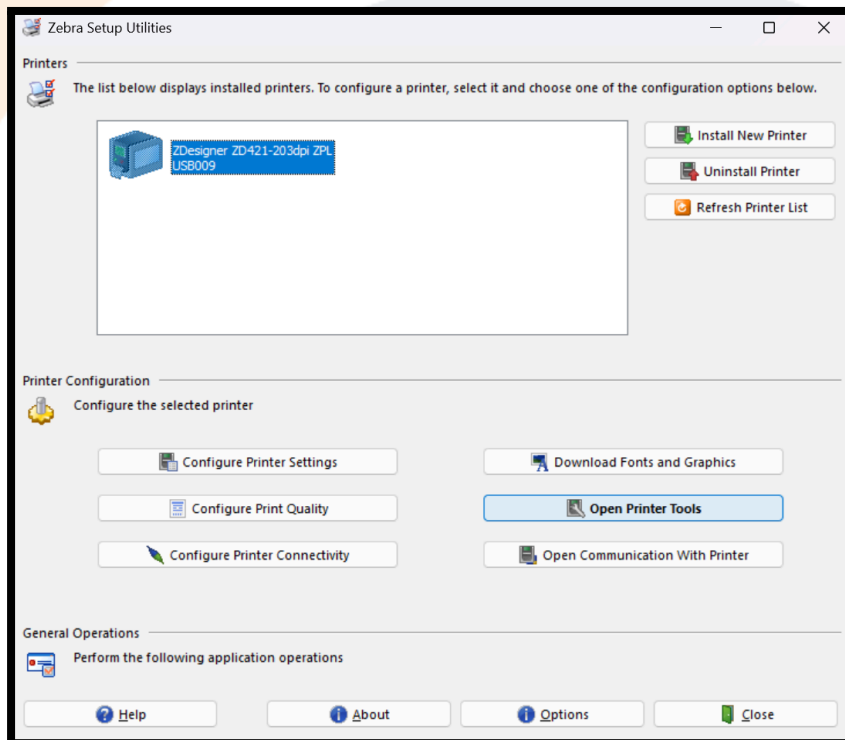 Zebra Setup Utilities
Printers
The list below displays installed printers. To configure a printer, select it and choose one of the configuration options below.
ZDesigner ZD421-203dpi ZPL
USB009
Install New Printer
Uninstall Printer
Refresh Printer List
Printer Configuration
Configure the selected printer
Configure Printer Settings
Download Fonts and Graphics
Configure Print Quality
Open Printer Tools
Configure Printer Connectivity
Open Communication With Printer
General Operations
Perform the following application operations
Help
About
Options
Close